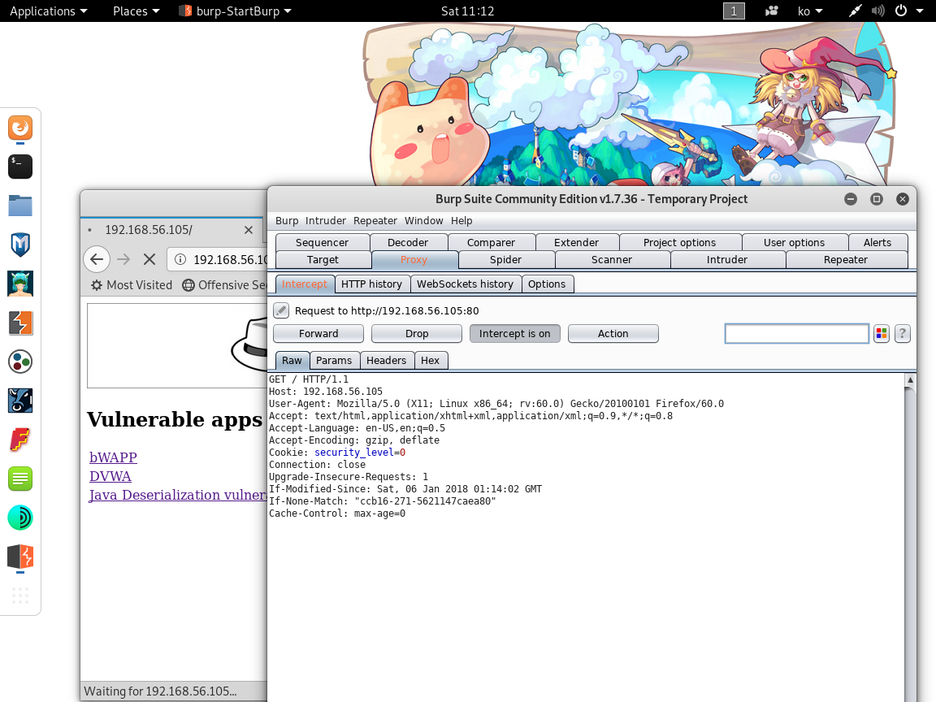 Applications Places burp-StartBurp Sat 11:12 1 ko
Burp Suite Community Edition v1.7.36 - Temporary Project
Burp Intruder Repeater Window Help
Sequencer Decoder Comparer Extender Project options User options Alerts
Target Proxy Spider Scanner Intruder Repeater
Intercept HTTP history WebSockets history Options
Request to http://192.168.56.105:80
Forward Drop Intercept is on Action ?
Raw Params Headers Hex
GET / HTTP/1.1
Host: 192.168.56.105
User-Agent: Mozilla/5.0 (X11; Linux x86_64; rv:60.0) Gecko/20100101 Firefox/60.0
Accept: text/html,application/xhtml+xml,application/xml;q=0.9,*/*;q=0.8
Accept-Language: en-US,en;q=0.5
Accept-Encoding: gzip, deflate
Cookie: security_level=0
Connection: close
Upgrade-Insecure-Requests: 1
If-Modified-Since: Sat, 06 Jan 2018 01:14:02 GMT
If-None-Match: "ccb16-271-5621147caea80"
Cache-Control: max-age=0
192.168.56.105/
192.168.56.10
Most Visited Offensive Se
Vulnerable apps
bWAPP
DVWA
Java Deserialization vulner
Waiting for 192.168.56.105...